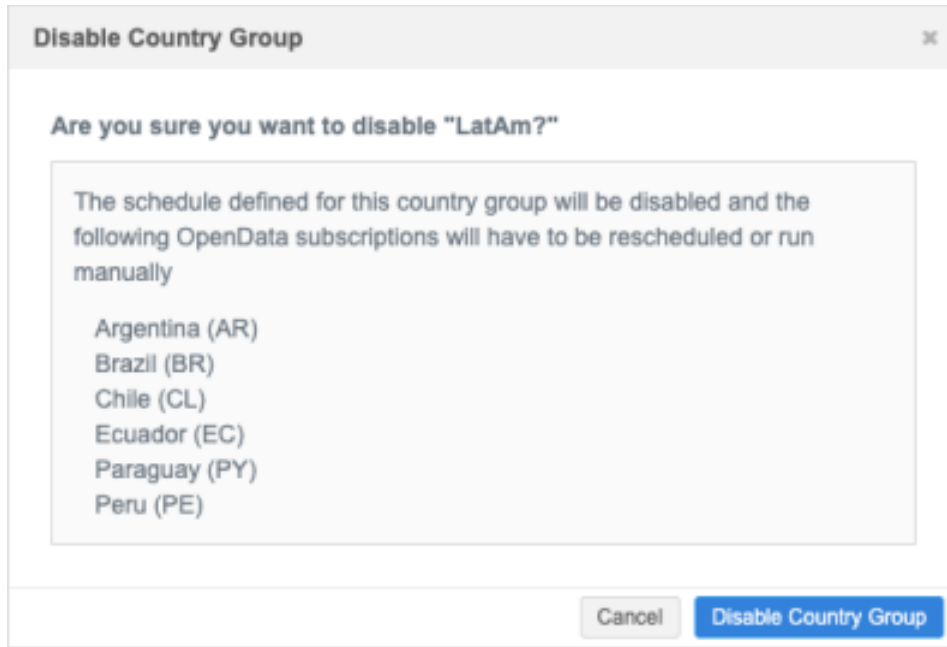 Disable Country Group
Are you sure you want to disable "LatAm?"
The schedule defined for this country group will be disabled and the
following OpenData subscriptions will have to be rescheduled or run
manually
Argentina (AR)
Brazil (BR)
Chile (CL)
Ecuador (EC)
Paraguay (PY)
Peru (PE)
Cancel
Disable Country Group